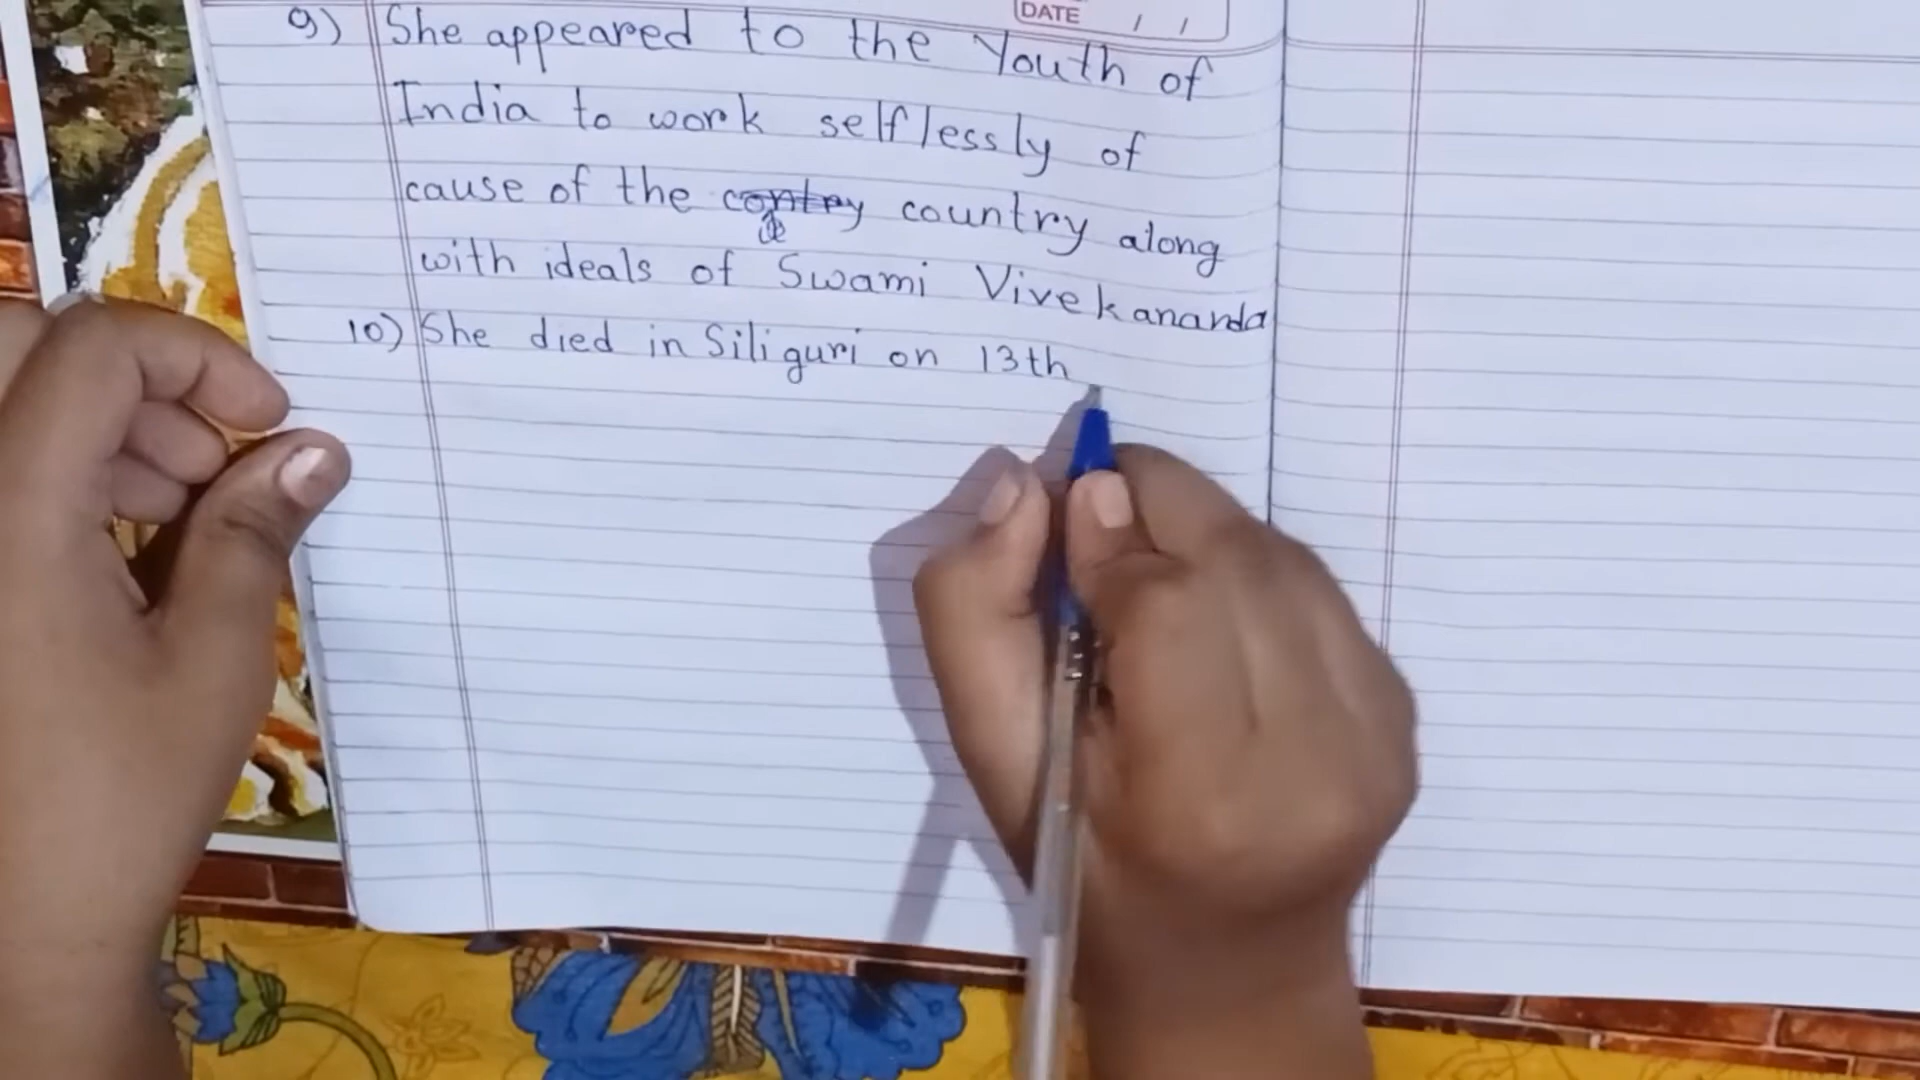 DATE / /
9) She appeared to the Youth of
India to work selflessly of
cause of the contry country along
with ideals of Swami Vivekananda
10) She died in Siliguri on 13th